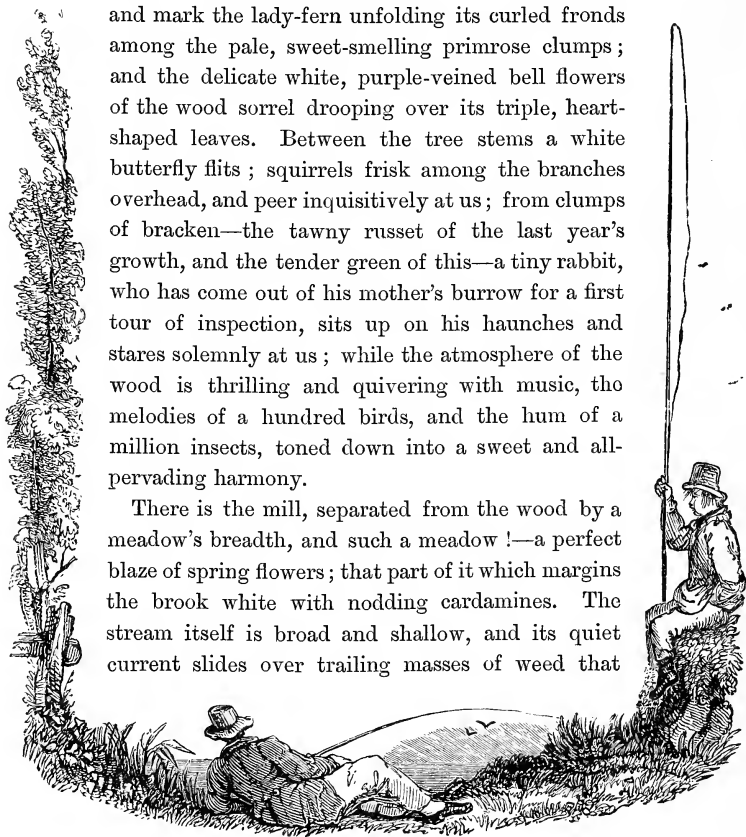 and mark the lady-fern unfolding its curled fronds
among the pale, sweet-smelling primrose clumps ;
and the delicate white, purple-veined bell flowers
of the wood sorrel drooping over its triple, heart-
shaped leaves. Between the tree stems a white
butterfly flits ; squirrels frisk among the branches
overhead, and peer inquisitively at us ; from clumps
of bracken—the tawny russet of the last year's
growth, and the tender green of this—a tiny rabbit,
who has come out of his mother's burrow for a first
tour of inspection, sits up on his haunches and
stares solemnly at us ; while the atmosphere of the
wood is thrilling and quivering with music, the
melodies of a hundred birds, and the hum of a
million insects, toned down into a sweet and all-
pervading harmony.
There is the mill, separated from the wood by a
meadow's breadth, and such a meadow !—a perfect
blaze of spring flowers ; that part of it which margins
the brook white with nodding cardamines. The
stream itself is broad and shallow, and its quiet
current slides over trailing masses of weed that